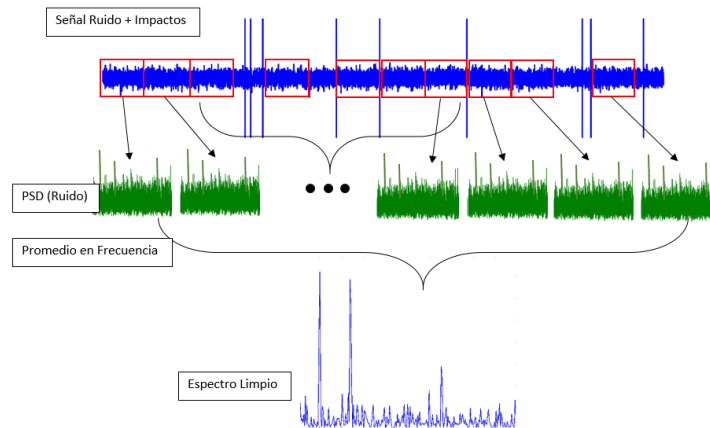 Señal Ruido + Impactos
PSD (Ruido)
Promedio en Frecuencia
Espectro Limpio